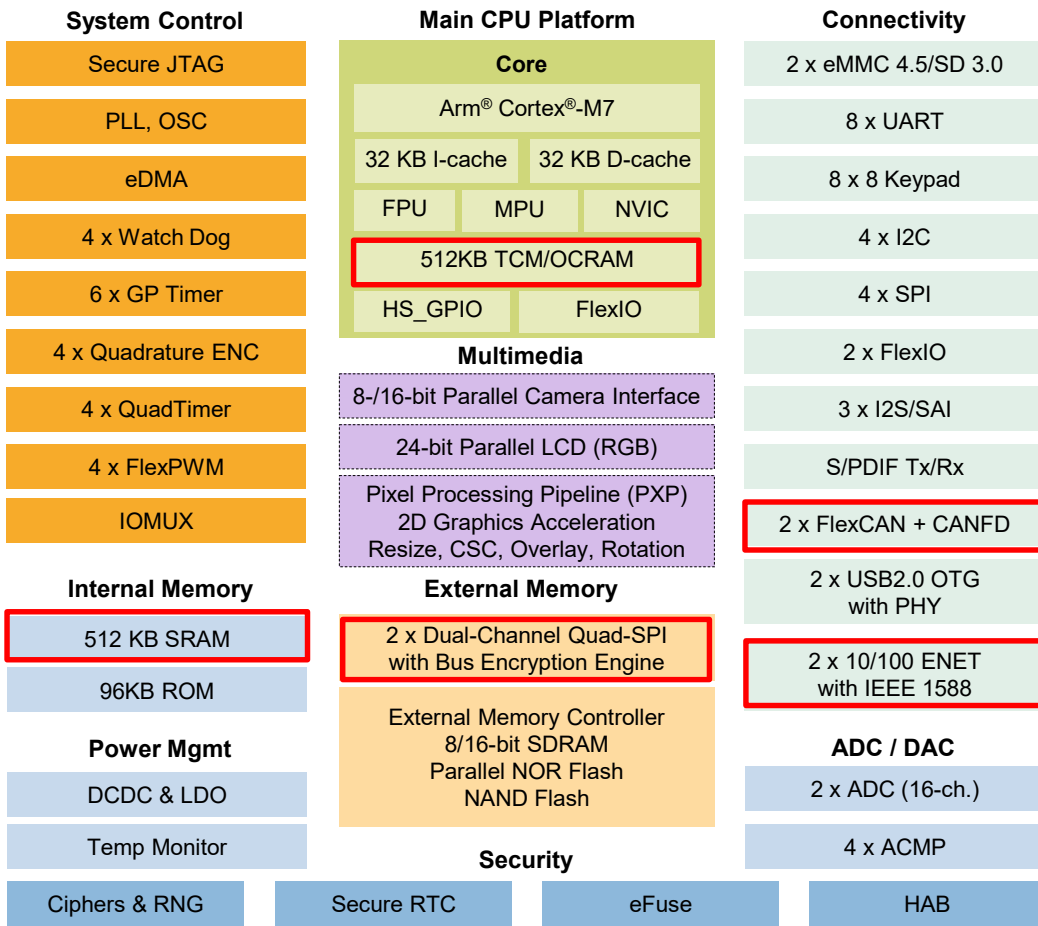 System Control
Secure JTAG
PLL, OSC
eDMA
4 x Watch Dog
6 x GP Timer
4 x Quadrature ENC
4 x QuadTimer
4 x FlexPWM
IOMUX
Internal Memory
512 KB SRAM
96KB ROM
Power Mgmt
DCDC & LDO
Temp Monitor
Main CPU Platform
Core
Arm® Cortex®-M7
32 KB I-cache
32 KB D-cache
FPU
MPU
NVIC
512KB TCM/OCRAM
HS_GPIO
FlexIO
Multimedia
8-/16-bit Parallel Camera Interface
24-bit Parallel LCD (RGB)
Pixel Processing Pipeline (PXP)
2D Graphics Acceleration
Resize, CSC, Overlay, Rotation
External Memory
2 x Dual-Channel Quad-SPI
with Bus Encryption Engine
External Memory Controller
8/16-bit SDRAM
Parallel NOR Flash
NAND Flash
Connectivity
2 x eMMC 4.5/SD 3.0
8 x UART
8 x 8 Keypad
4 x I2C
4 x SPI
2 x FlexIO
3 x I2S/SAI
S/PDIF Tx/Rx
2 x FlexCAN + CANFD
2 x USB2.0 OTG
with PHY
2 x 10/100 ENET
with IEEE 1588
ADC / DAC
2 x ADC (16-ch.)
4 x ACMP
Security
Ciphers & RNG
Secure RTC
eFuse
HAB